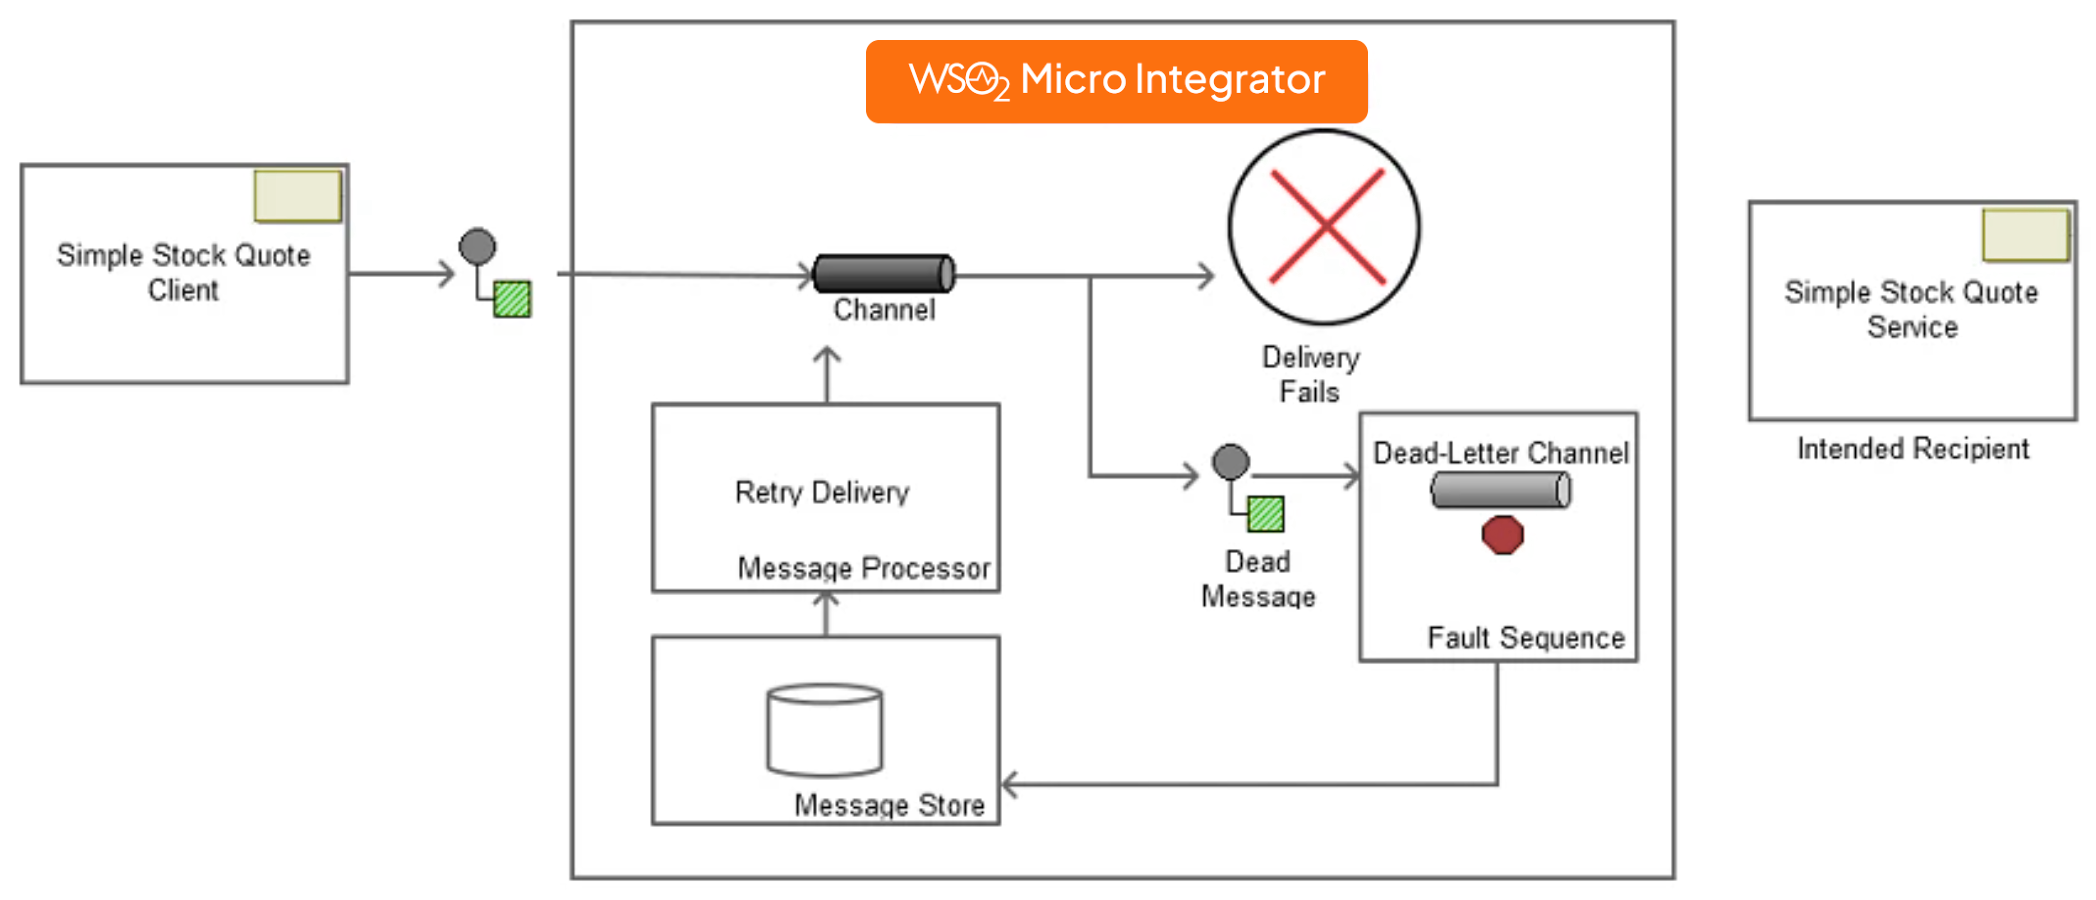 WSO2 Micro Integrator
Simple Stock Quote
Client
Channel
Delivery
Fails
Simple Stock Quote
Service
Intended Recipient
Retry Delivery
Message Processor
Dead
Message
Dead-Letter Channel
Fault Sequence
Message Store